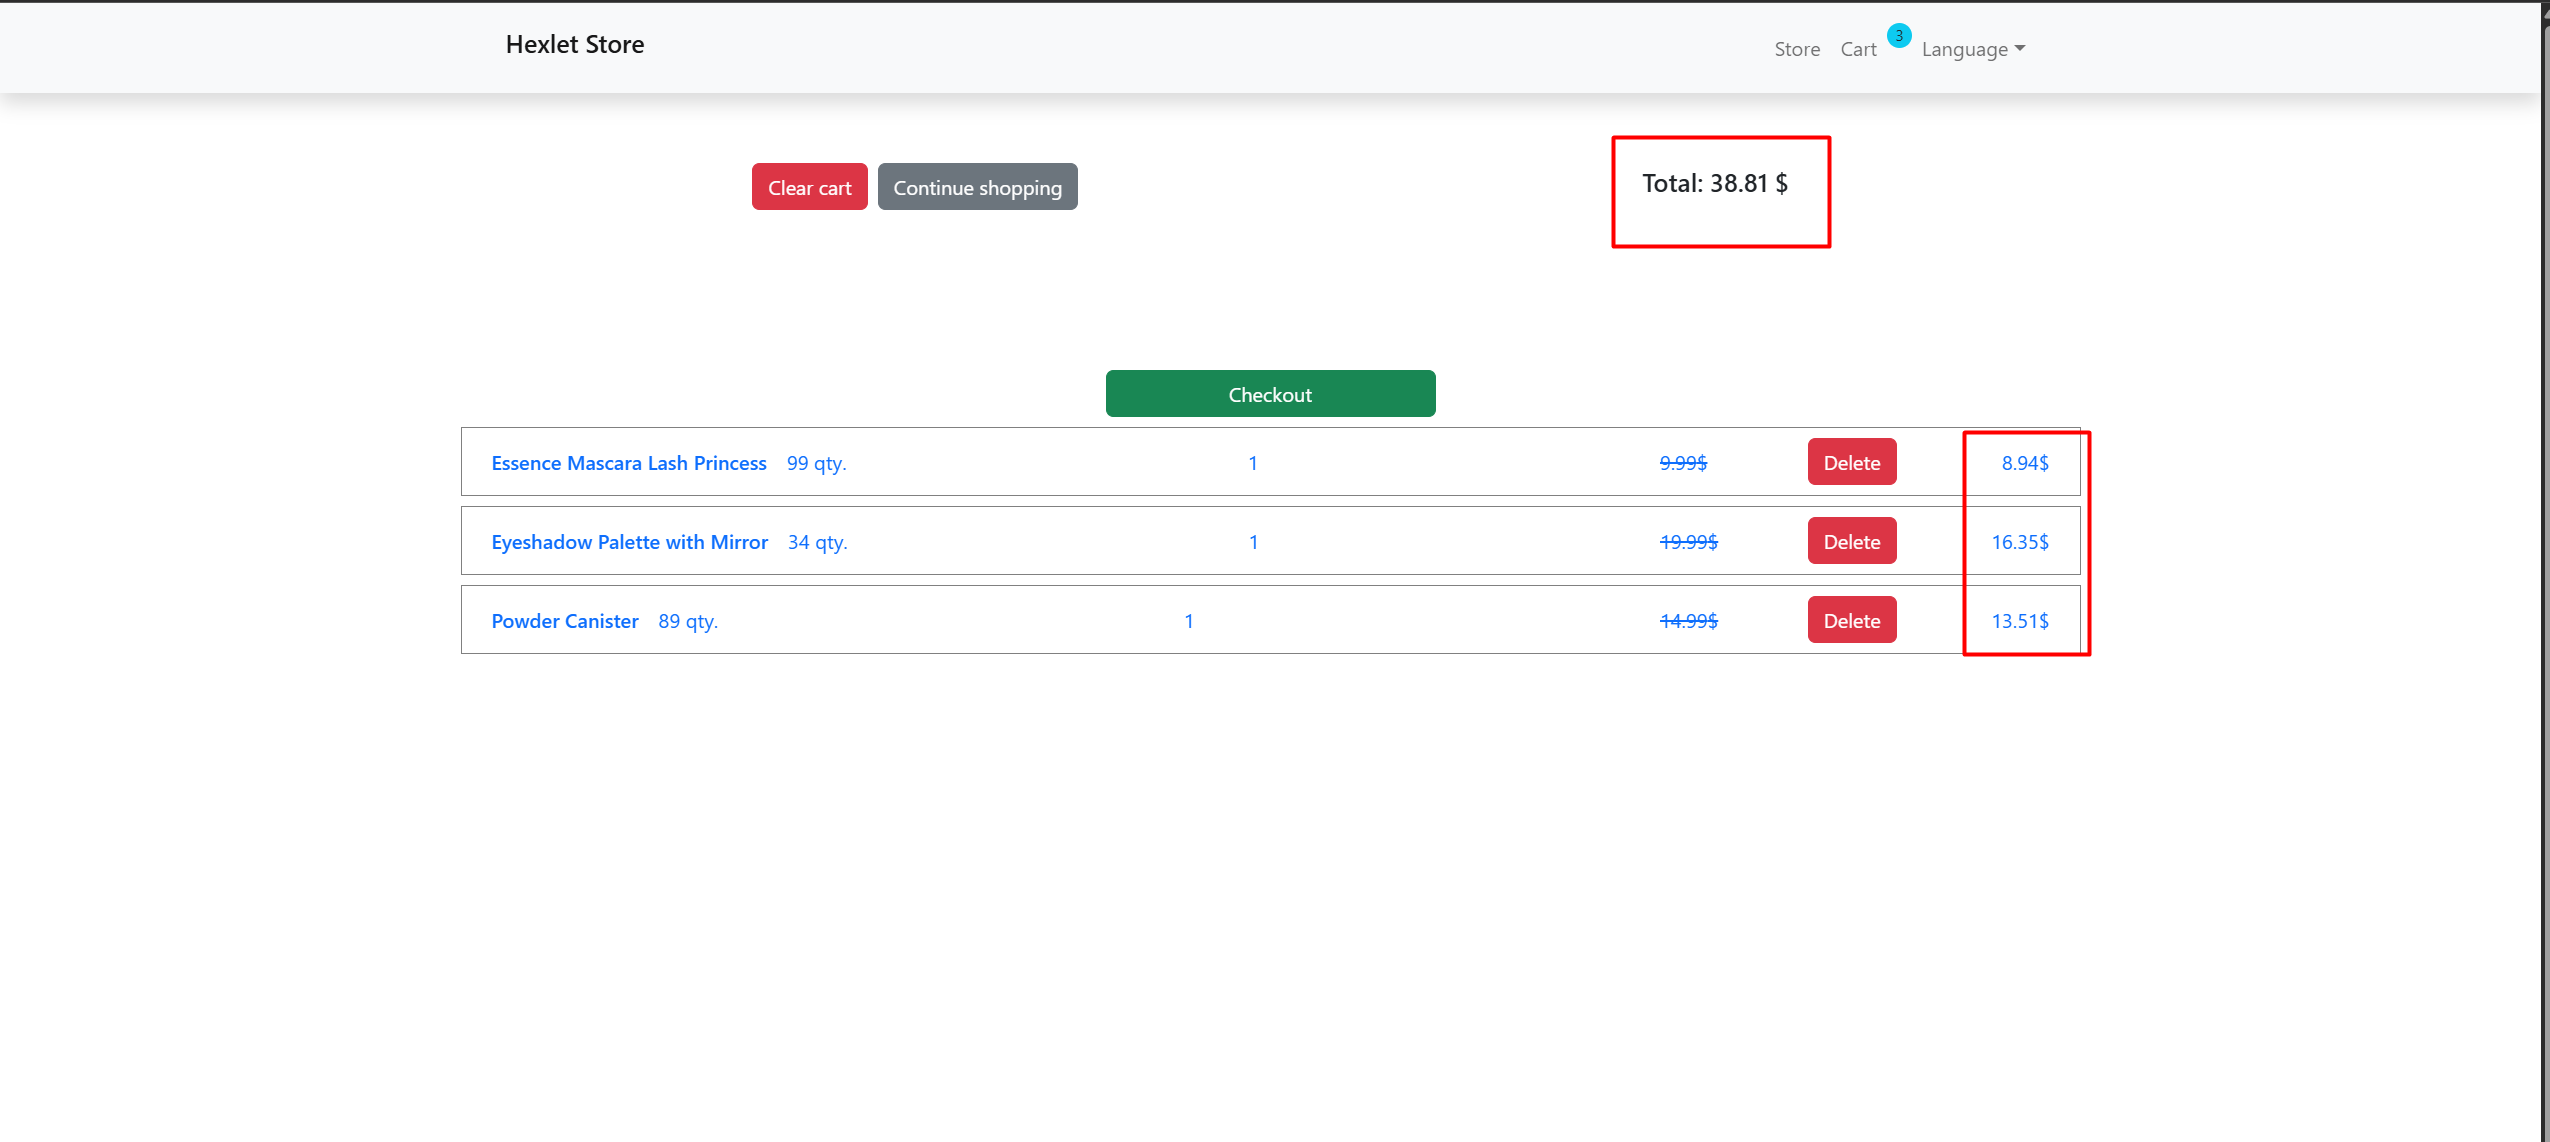 Hexlet Store
Store Cart 3 Language
Clear cart Continue shopping Total: 38.81 $
Checkout
Essence Mascara Lash Princess 99 qty. 1 9.99$ Delete 8.94$
Eyeshadow Palette with Mirror 34 qty. 1 19.99$ Delete 16.35$
Powder Canister 89 qty. 1 14.99$ Delete 13.51$